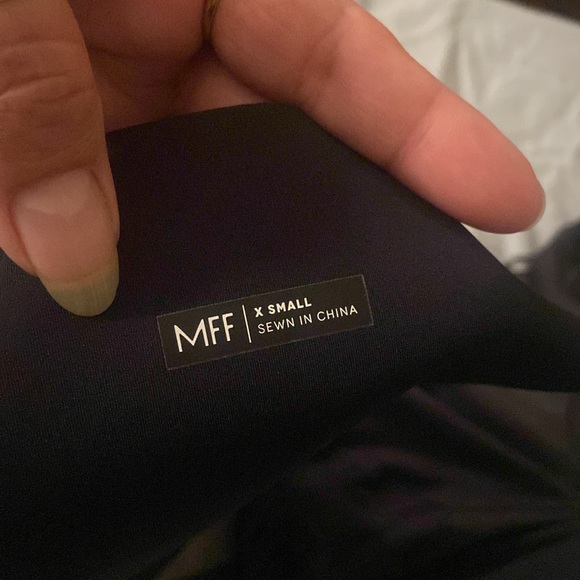 MFF
X SMALL
SEWN IN CHINA